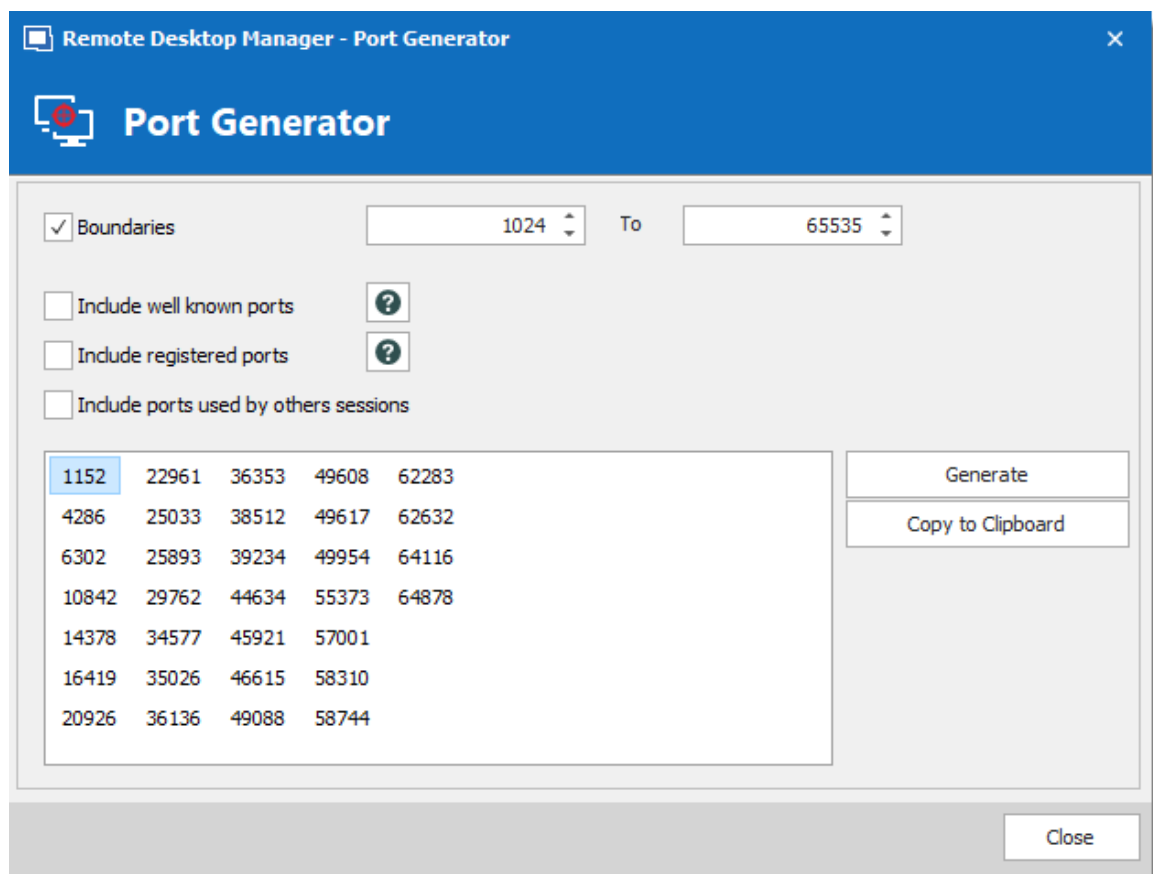 Remote Desktop Manager - Port Generator
Port Generator
Boundaries 1024 To 65535
Include well known ports
Include registered ports
Include ports used by others sessions
1152 22961 36353 49608 62283
4286 25033 38512 49617 62632
6302 25893 39234 49954 64116
10842 29762 44634 55373 64878
14378 34577 45921 57001
16419 35026 46615 58310
20926 36136 49088 58744
Generate
Copy to Clipboard
Close